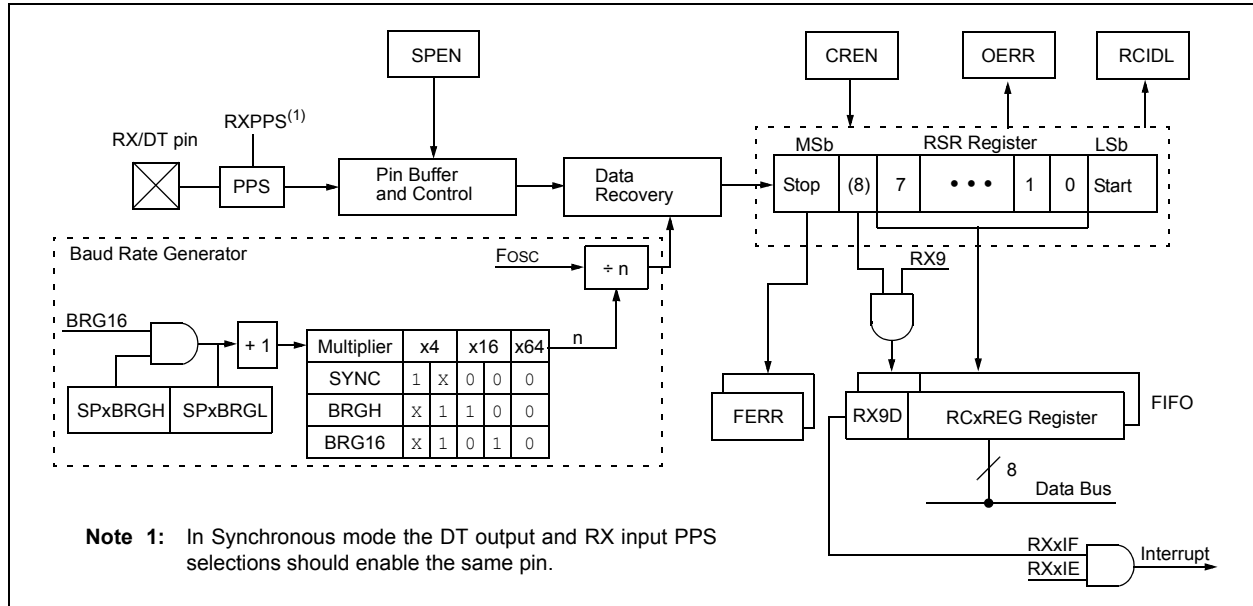 SPEN
CREN
OERR
RCIDL
RXPPS(1)
RX/DT pin
PPS
Pin Buffer
and Control
Data
Recovery
MSb
RSR Register
LSb
Stop
(8)
7
• • •
1
0
Start
Baud Rate Generator
FOSC
÷ n
RX9
BRG16
+ 1
n
Multiplier x4 x16 x64
SYNC 1 X 0 0 0
BRGH X 1 1 0 0
BRG16 X 1 0 1 0
SPxBRGH
SPxBRGL
FERR
RX9D
RCxREG Register
FIFO
8
Data Bus
Note 1: In Synchronous mode the DT output and RX input PPS
selections should enable the same pin.
RXxIF
RXxIE
Interrupt